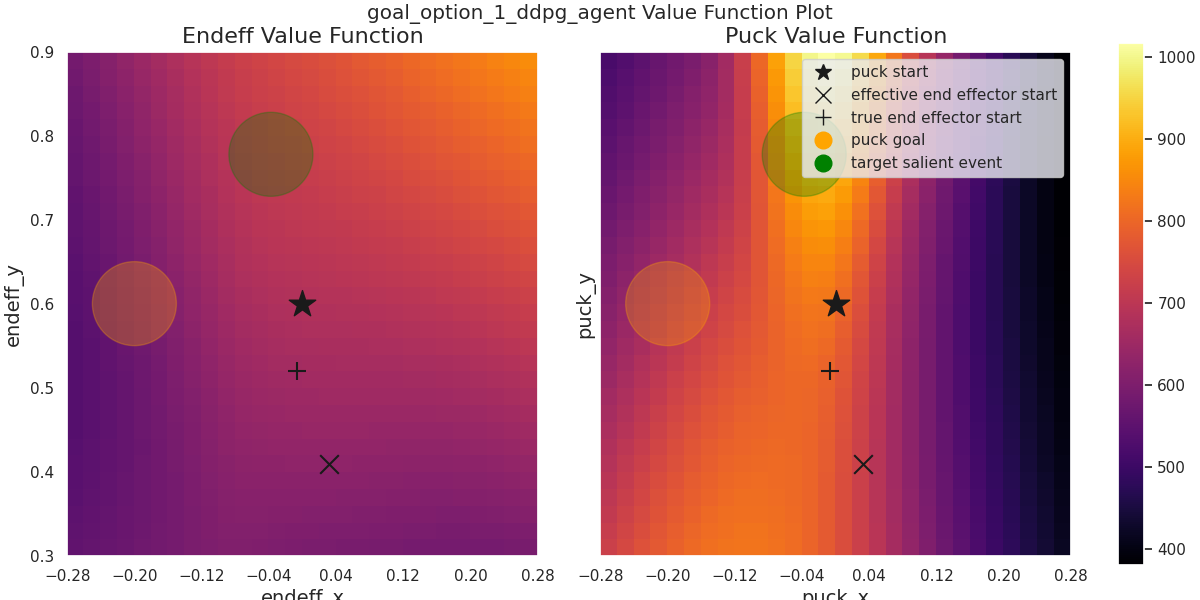 goal_option_1_ddpg_agent Value Function Plot
Endeff Value Function
Puck Value Function
0.9
0.8
0.7
0.6
0.5
0.4
0.3
endeff_y
−0.28 −0.20 −0.12 −0.04 0.04 0.12 0.20 0.28
endeff_x
puck_y
puck start
effective end effector start
true end effector start
puck goal
target salient event
−0.28 −0.20 −0.12 −0.04 0.04 0.12 0.20 0.28
puck_x
1000
900
800
700
600
500
400